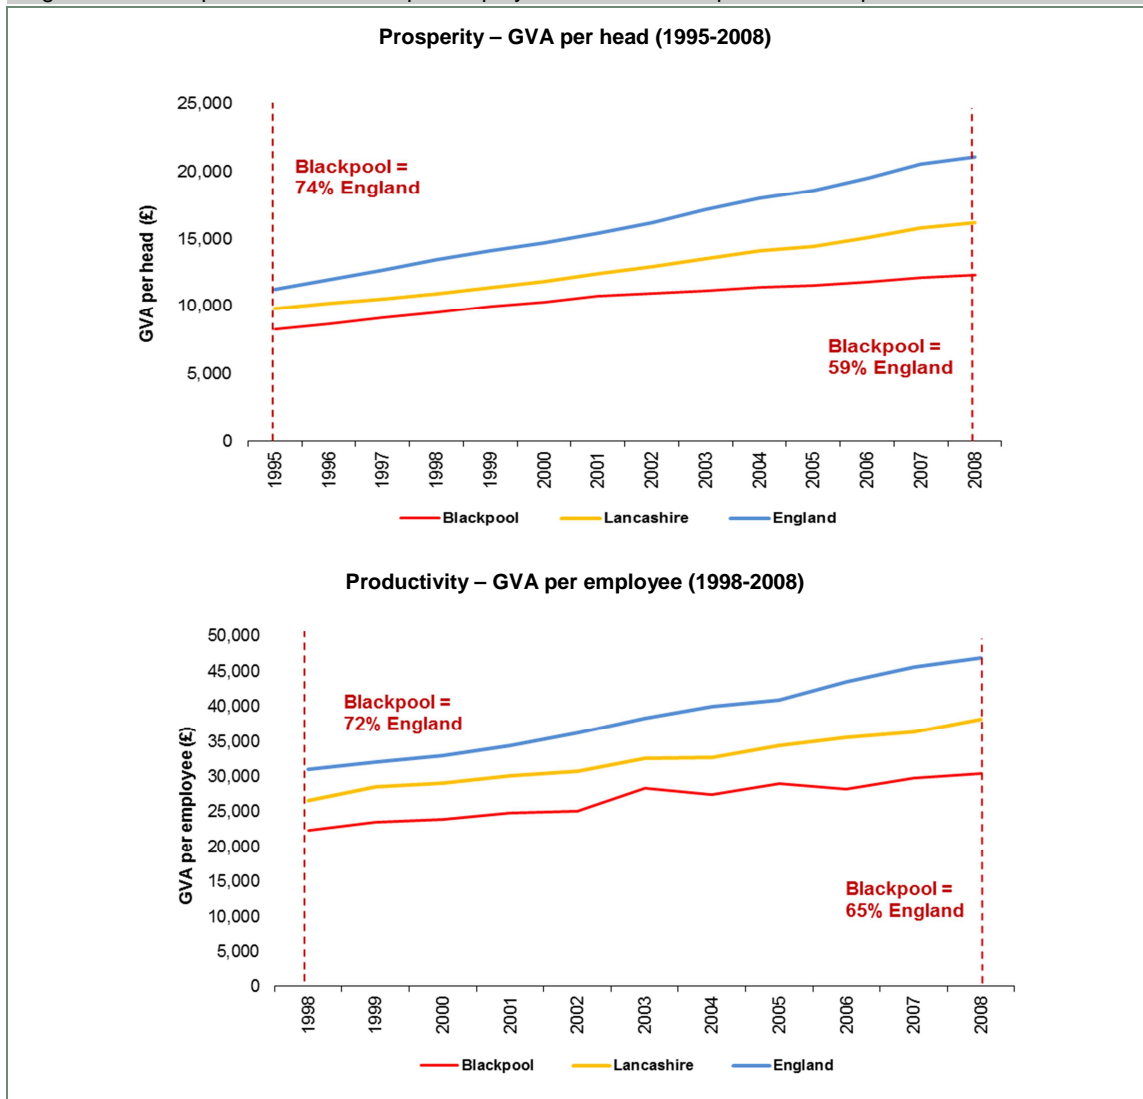 Prosperity – GVA per head (1995-2008)
25,000
20,000
15,000
10,000
5,000
0
GVA per head (£)
Blackpool =
74% England
Blackpool =
59% England
1995
1996
1997
1998
1999
2000
2001
2002
2003
2004
2005
2006
2007
2008
Blackpool
Lancashire
England
Productivity – GVA per employee (1998-2008)
50,000
45,000
40,000
35,000
30,000
25,000
20,000
15,000
10,000
5,000
0
GVA per employee (£)
Blackpool =
72% England
Blackpool =
65% England
1998
1999
2000
2001
2002
2003
2004
2005
2006
2007
2008
Blackpool
Lancashire
England